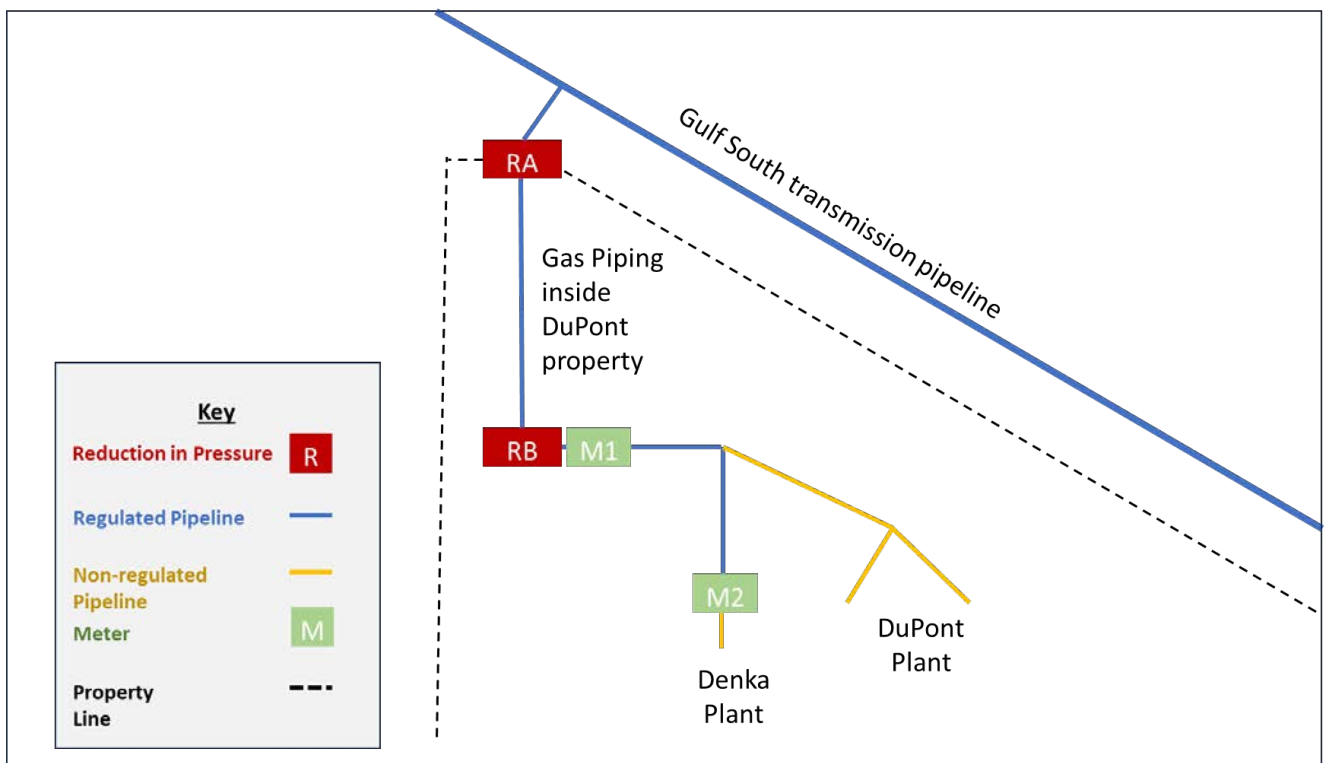 Gulf South transmission pipeline
RA
Gas Piping
inside
DuPont
property
RB
M1
M2
DuPont
Plant
Denka
Plant
Key
Reduction in Pressure
R
Regulated Pipeline
Non-regulated
Pipeline
Meter
M
Property
Line